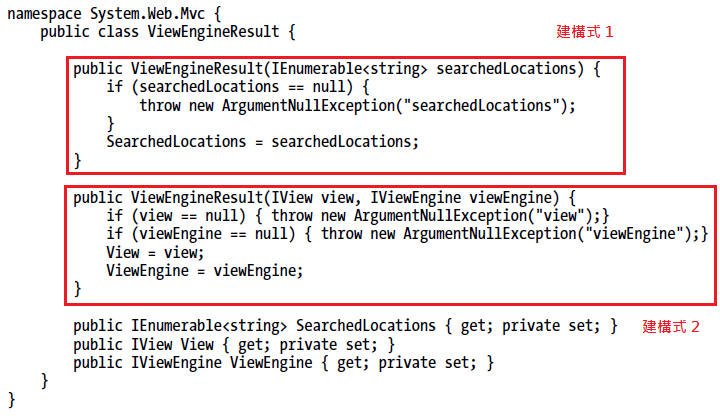 namespace System.Web.Mvc {
public class ViewEngineResult {
建構式 1
public ViewEngineResult(IEnumerable<string> searchedLocations) {
if (searchedLocations == null) {
throw new ArgumentNullException("searchedLocations");
}
SearchedLocations = searchedLocations;
}
public ViewEngineResult(IView view, IViewEngine viewEngine) {
if (view == null) { throw new ArgumentNullException("view");}
if (viewEngine == null) { throw new ArgumentNullException("viewEngine");}
View = view;
ViewEngine = viewEngine;
}
public IEnumerable<string> SearchedLocations { get; private set; }
建構式 2
public IView View { get; private set; }
public IViewEngine ViewEngine { get; private set; }
}
}